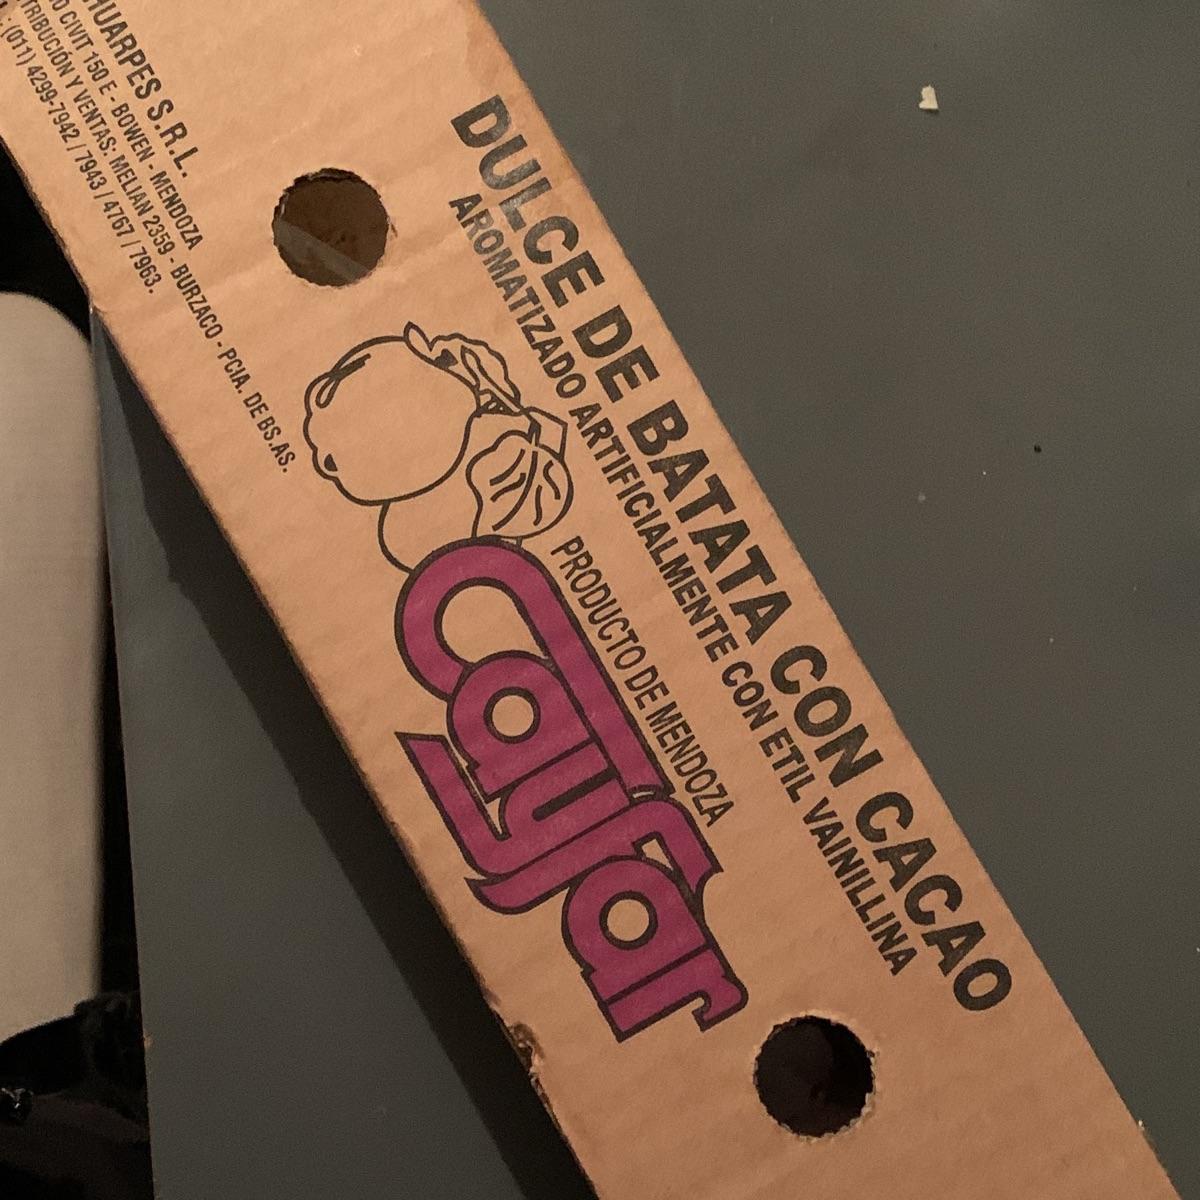 DULCE DE BATATA CON CACAO
AROMATIZADO ARTIFICIALMENTE CON ETIL VAINILLINA
PRODUCTO DE MENDOZA
Cayfar
HUARPES S.R.L.
CIVIT 150 E - BOWEN - MENDOZA
Y VENTAS: MELIAN 2359 - BURZACO - PCIA. DE BS.AS.
(011) 4299-7942 / 7943 / 4767 / 7963.